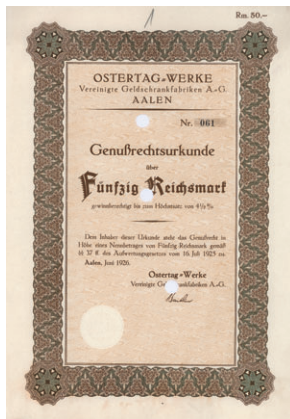 Rm. 50.–
OSTERTAG-WERKE
Vereinigte Geldschrankfabriken A.-G.
AALEN
Nr. 061
Genußrechtsurkunde
über
Fünfzig Reichsmark
gewinnberechtigt bis zum Höchstsatz von 4½%
Dem Inhaber dieser Urkunde steht das Genußrecht in
Höhe eines Nennbetrages von Fünfzig Reichsmark gemäß
§§ 37 ff. des Aufwertungsgesetzes vom 16. Juli 1925 zu.
Aalen, Juni 1926.
Ostertag-Werke
Vereinigte Geldschrankfabriken A.G.